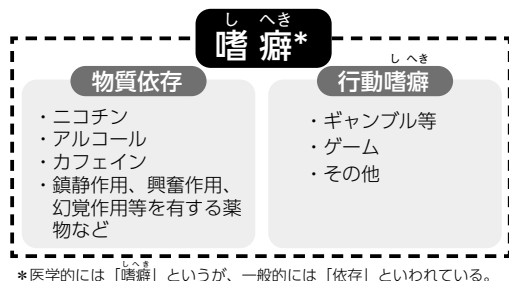 し へき
嗜癖*
物質依存
・ニコチン
・アルコール
・カフェイン
・鎮静作用、興奮作用、
幻覚作用等を有する薬
物など
し へき
行動嗜癖
・ギャンブル等
・ゲーム
・その他
し へき
*医学的には「嗜癖」というが、一般的には「依存」といわれている。